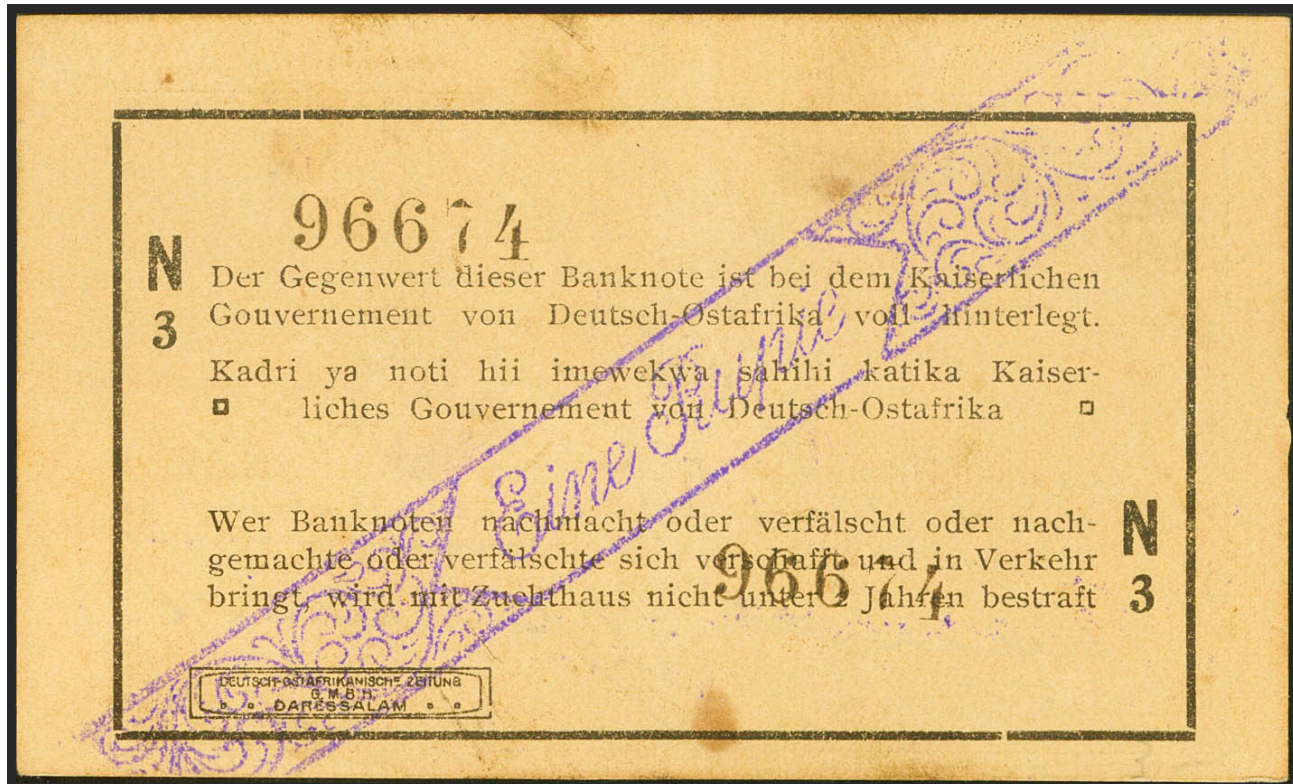 96674
N
3
Der Gegenwert dieser Banknote ist bei dem Kaiserlichen
Gouvernement von Deutsch-Ostafrika voll hinterlegt.
Kadri ya noti hii imewekwa sahihi katika Kaiser-
liches Gouvernement von Deutsch-Ostafrika
Eine Rupie
Wer Banknoten nachmacht oder verfälscht oder nach-
gemachte oder verfälschte sich verschafft und in Verkehr
bringt, wird mit Zuchthaus nicht unter 2 Jahren bestraft
N
3
96674
DEUTSCH-OSTAFRIKANISCHE ZEITUNG
G. M. B. H.
DARESSALAM